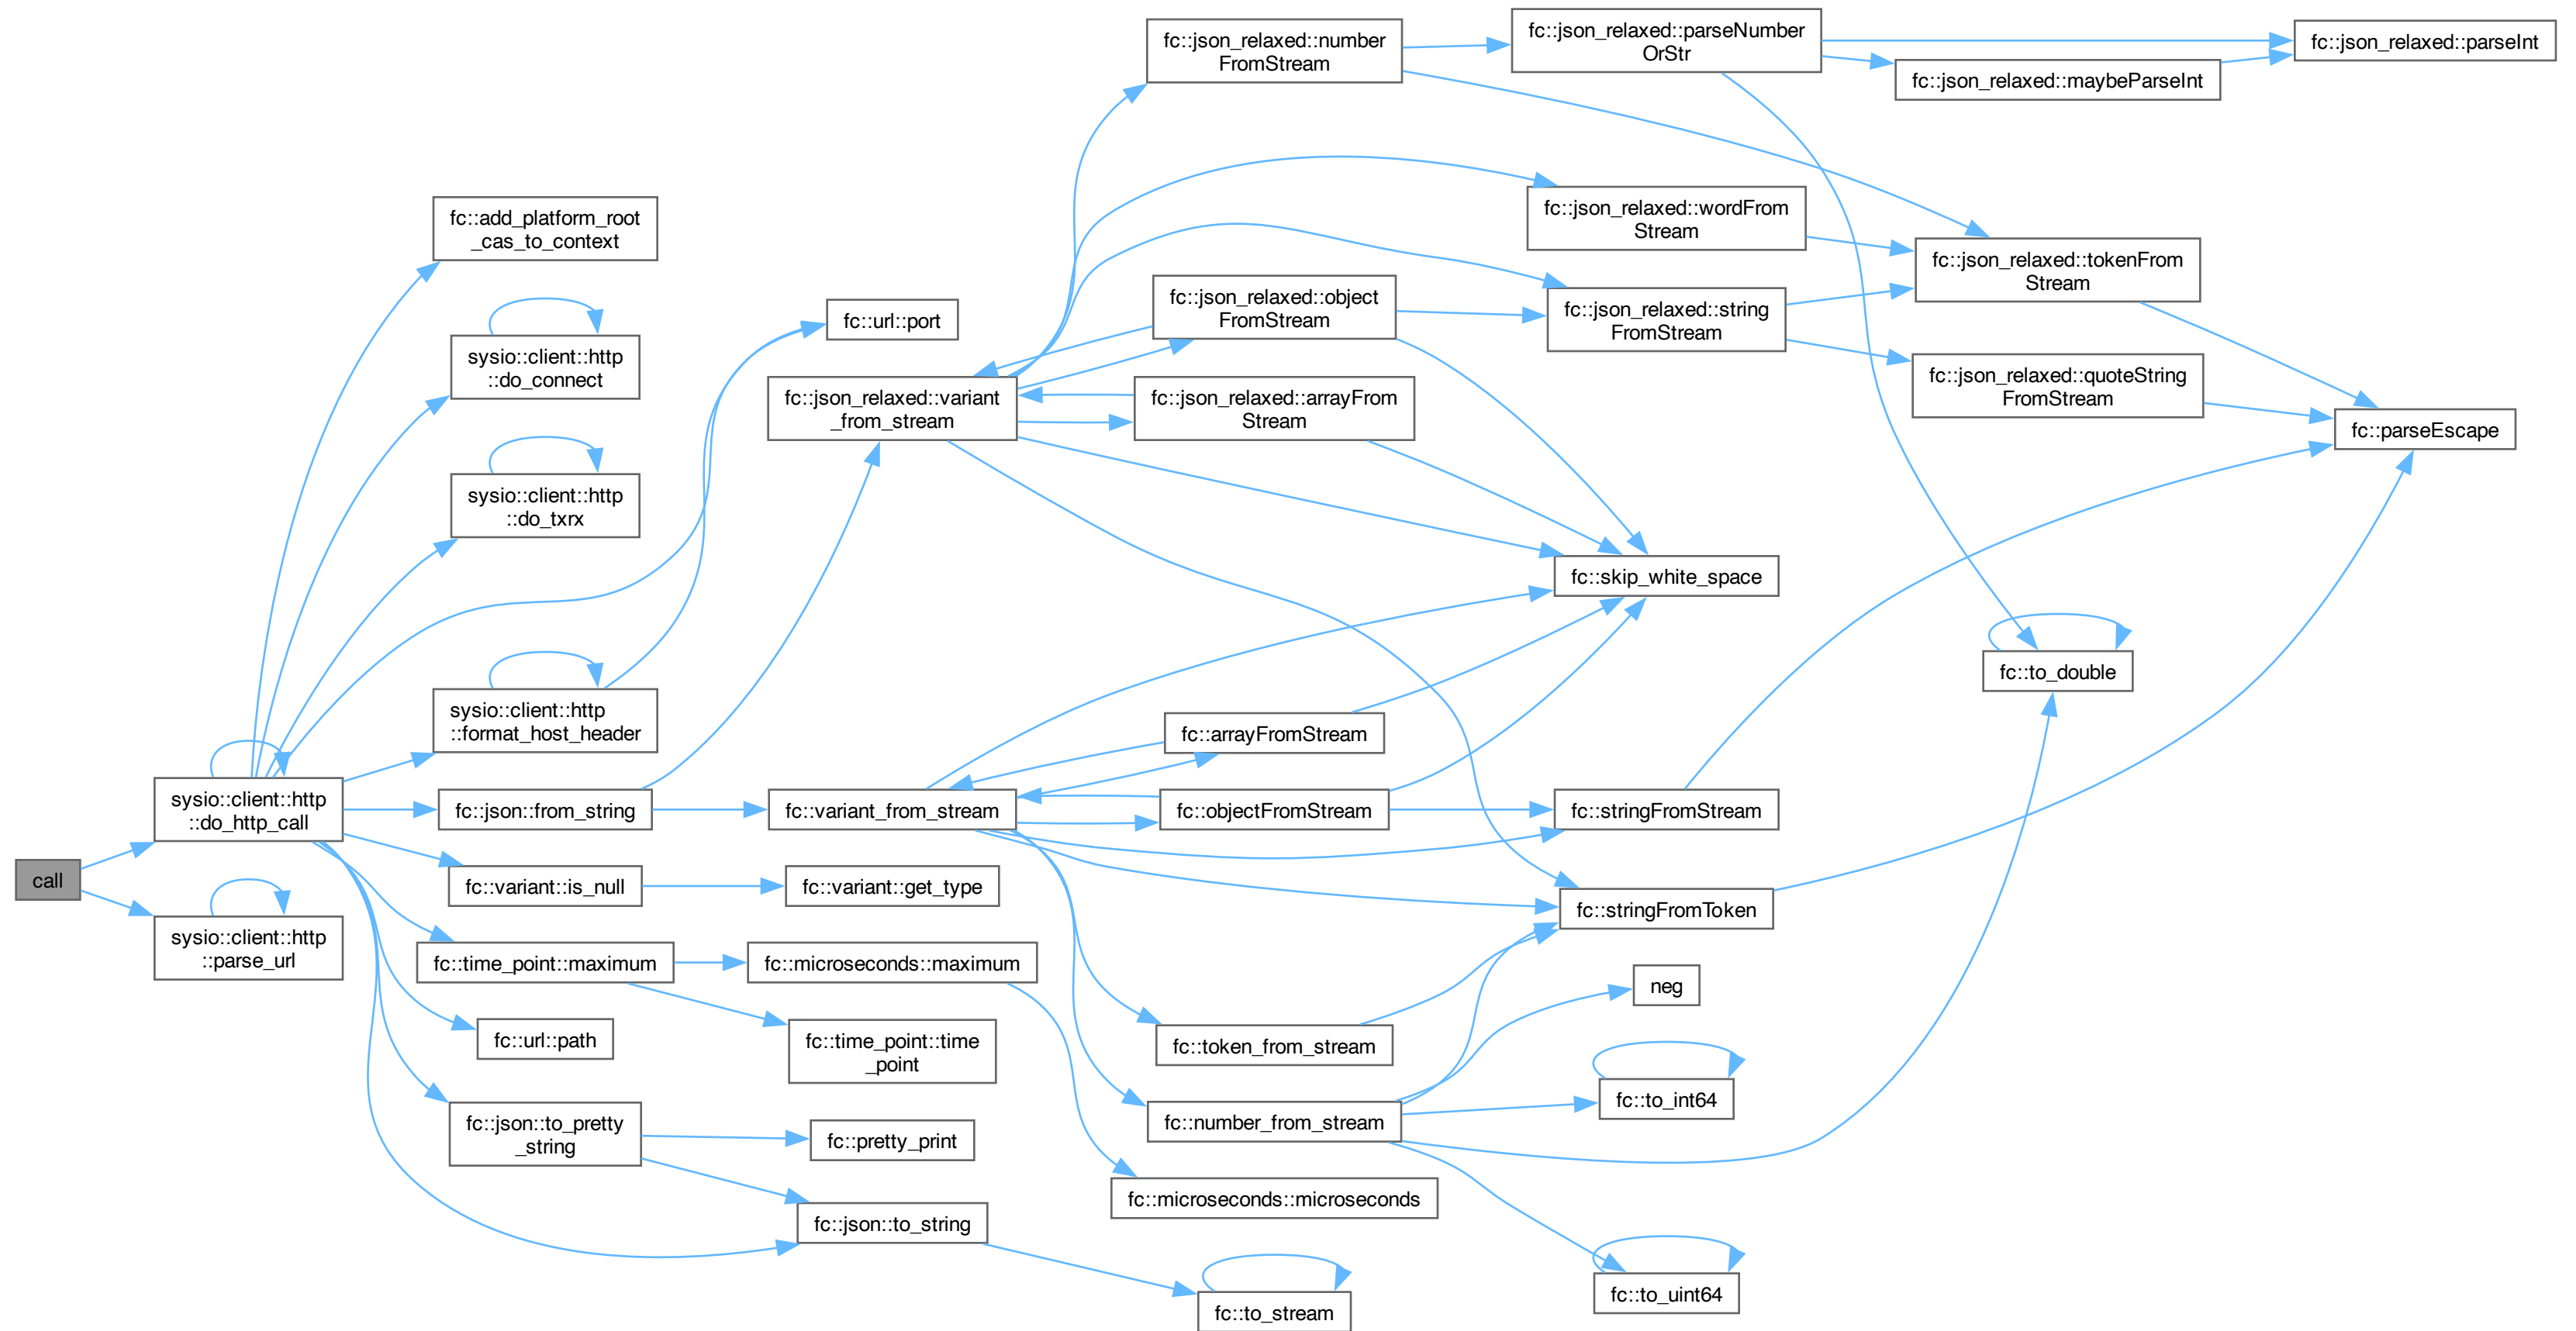 call
sysio::client::http
::do_http_call
sysio::client::http
::parse_url
fc::add_platform_root
_cas_to_context
sysio::client::http
::do_connect
sysio::client::http
::do_txrx
sysio::client::http
::format_host_header
fc::json::from_string
fc::variant::is_null
fc::time_point::maximum
fc::url::path
fc::json::to_pretty
_string
fc::url::port
fc::json_relaxed::variant
_from_stream
fc::variant_from_stream
fc::variant::get_type
fc::microseconds::maximum
fc::time_point::time
_point
fc::pretty_print
fc::json::to_string
fc::json_relaxed::number
FromStream
fc::json_relaxed::object
FromStream
fc::json_relaxed::arrayFrom
Stream
fc::arrayFromStream
fc::objectFromStream
fc::token_from_stream
fc::number_from_stream
fc::microseconds::microseconds
fc::to_stream
fc::json_relaxed::parseNumber
OrStr
fc::json_relaxed::wordFrom
Stream
fc::json_relaxed::string
FromStream
fc::skip_white_space
fc::stringFromStream
fc::stringFromToken
neg
fc::to_int64
fc::to_uint64
fc::json_relaxed::maybeParseInt
fc::json_relaxed::tokenFrom
Stream
fc::json_relaxed::quoteString
FromStream
fc::to_double
fc::json_relaxed::parseInt
fc::parseEscape